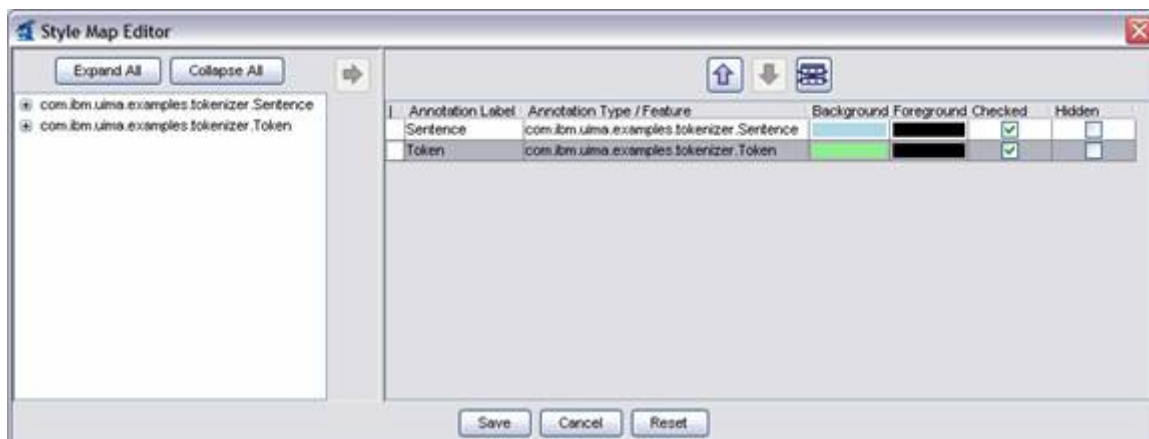 Style Map Editor
Expand All Collapse All
com.ibm.uima.examples.tokenizer.Sentence
com.ibm.uima.examples.tokenizer.Token
Annotation Label Annotation Type / Feature Background Foreground Checked Hidden
Sentence com.ibm.uima.examples.tokenizer.Sentence
Token com.ibm.uima.examples.tokenizer.Token
Save Cancel Reset